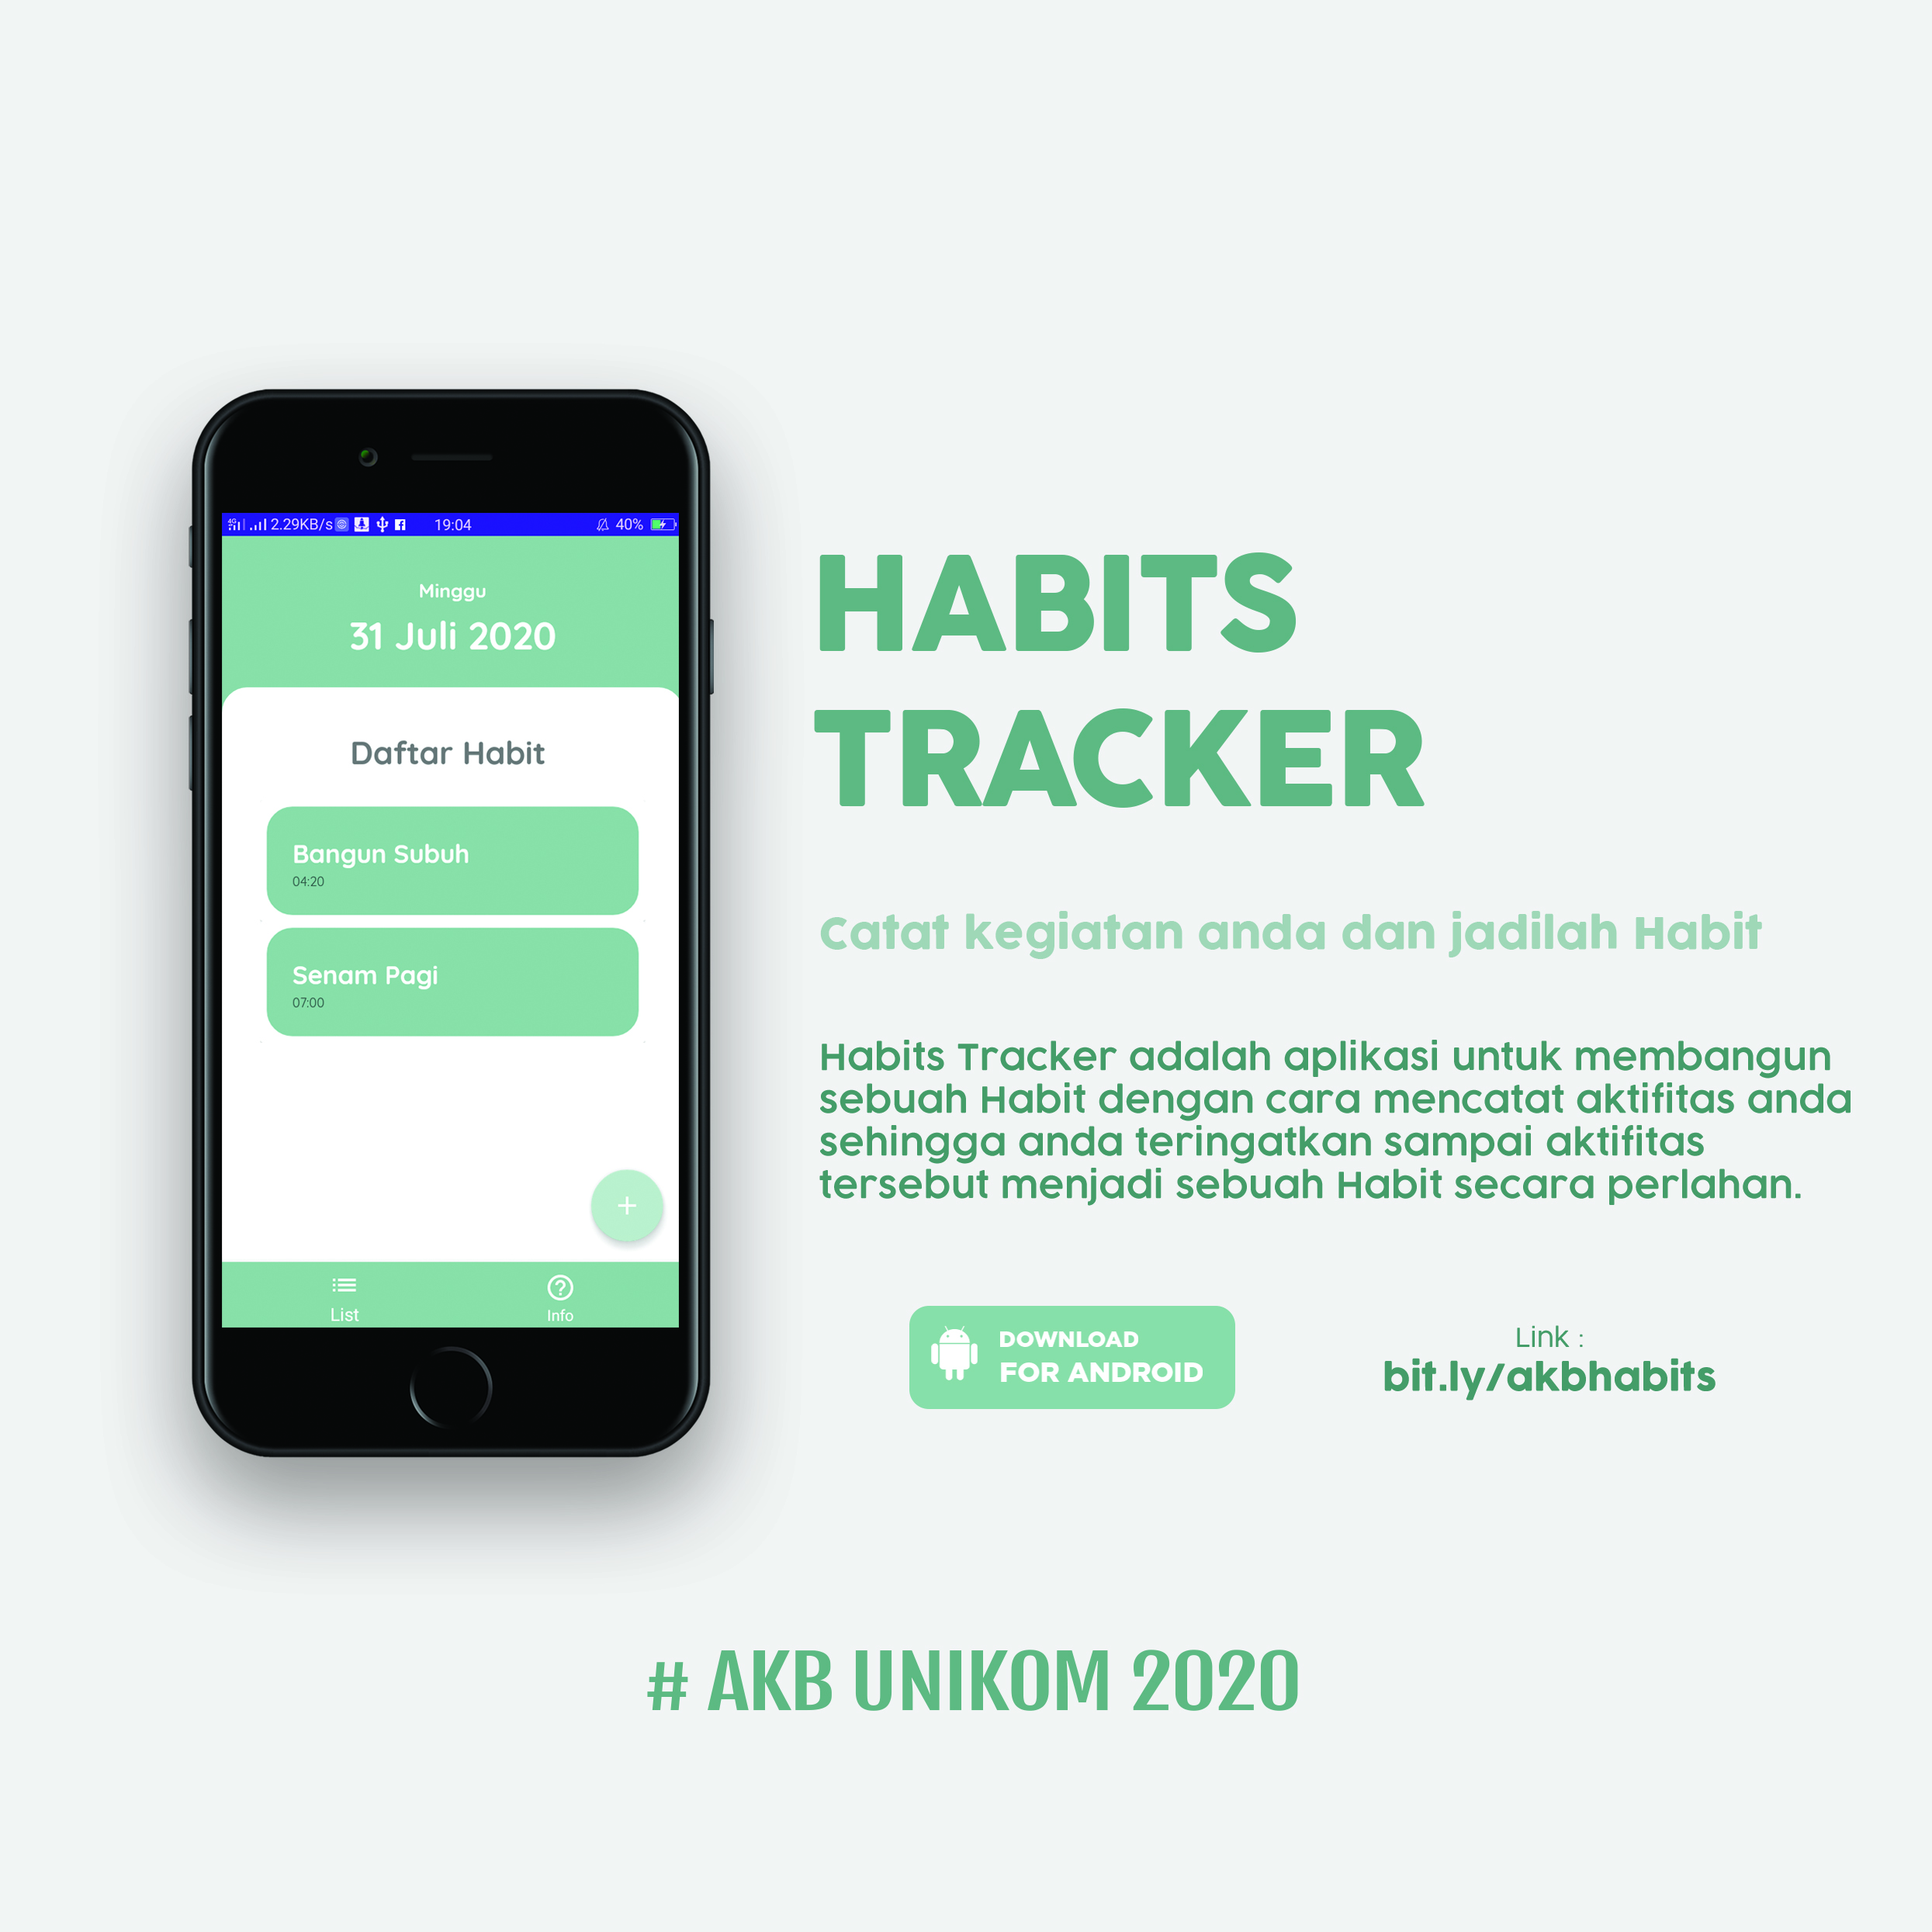 4G 2.29KB/s 19:04 40%
Minggu
31 Juli 2020
Daftar Habit
Bangun Subuh
04:20
Senam Pagi
07:00
+
List
Info
HABITS
TRACKER
Catat kegiatan anda dan jadilah Habit
Habits Tracker adalah aplikasi untuk membangun
sebuah Habit dengan cara mencatat aktifitas anda
sehingga anda teringatkan sampai aktifitas
tersebut menjadi sebuah Habit secara perlahan.
DOWNLOAD
FOR ANDROID
Link :
bit.ly/akbhabits
# AKB UNIKOM 2020